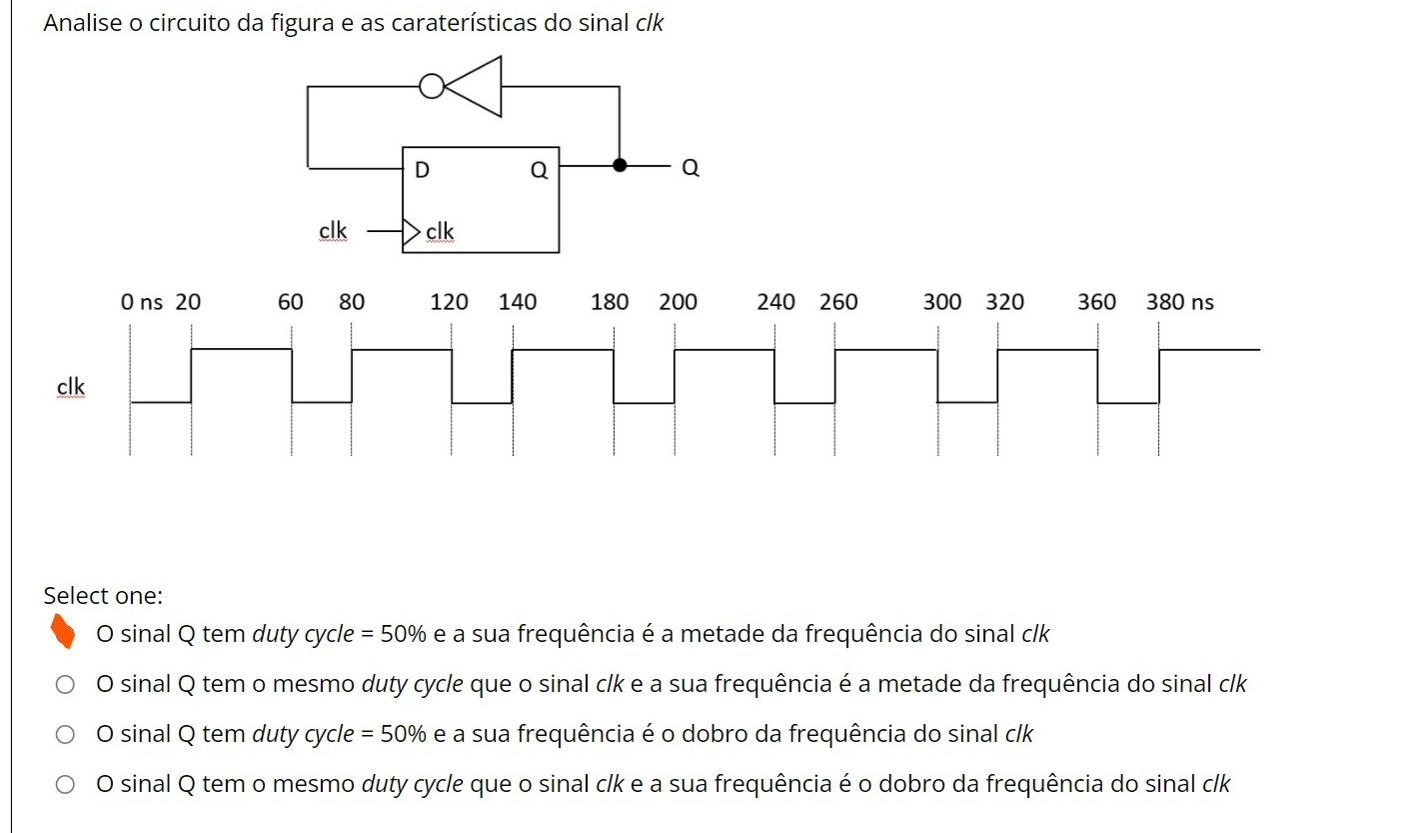 Analise o circuito da figura e as caraterísticas do sinal clk
D Q Q
clk clk
0 ns 20 60 80 120 140 180 200 240 260 300 320 360 380 ns
clk
Select one:
O sinal Q tem duty cycle = 50% e a sua frequência é a metade da frequência do sinal clk
O sinal Q tem o mesmo duty cycle que o sinal clk e a sua frequência é a metade da frequência do sinal clk
O sinal Q tem duty cycle = 50% e a sua frequência é o dobro da frequência do sinal clk
O sinal Q tem o mesmo duty cycle que o sinal clk e a sua frequência é o dobro da frequência do sinal clk